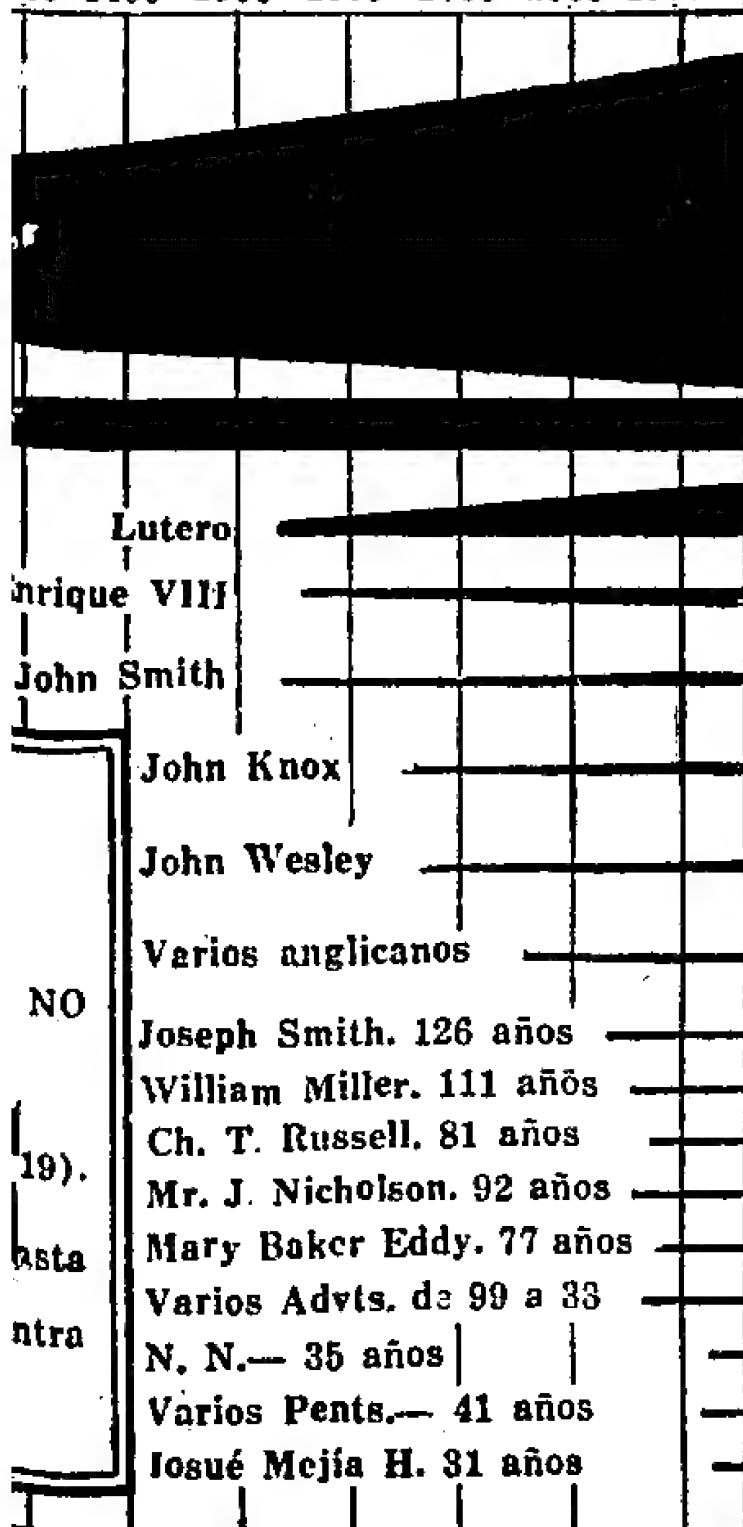 Lutero
nrique VIII
John Smith
John Knox
John Wesley
Varios anglicanos
NO
Joseph Smith. 126 años
William Miller. 111 años
Ch. T. Russell. 81 años
19).
Mr. J. Nicholson. 92 años
Mary Baker Eddy. 77 años
asta
Varios Advts. de 99 a 33
ntra
N. N.— 35 años
Varios Pents.— 41 años
Josué Mejía H. 31 años